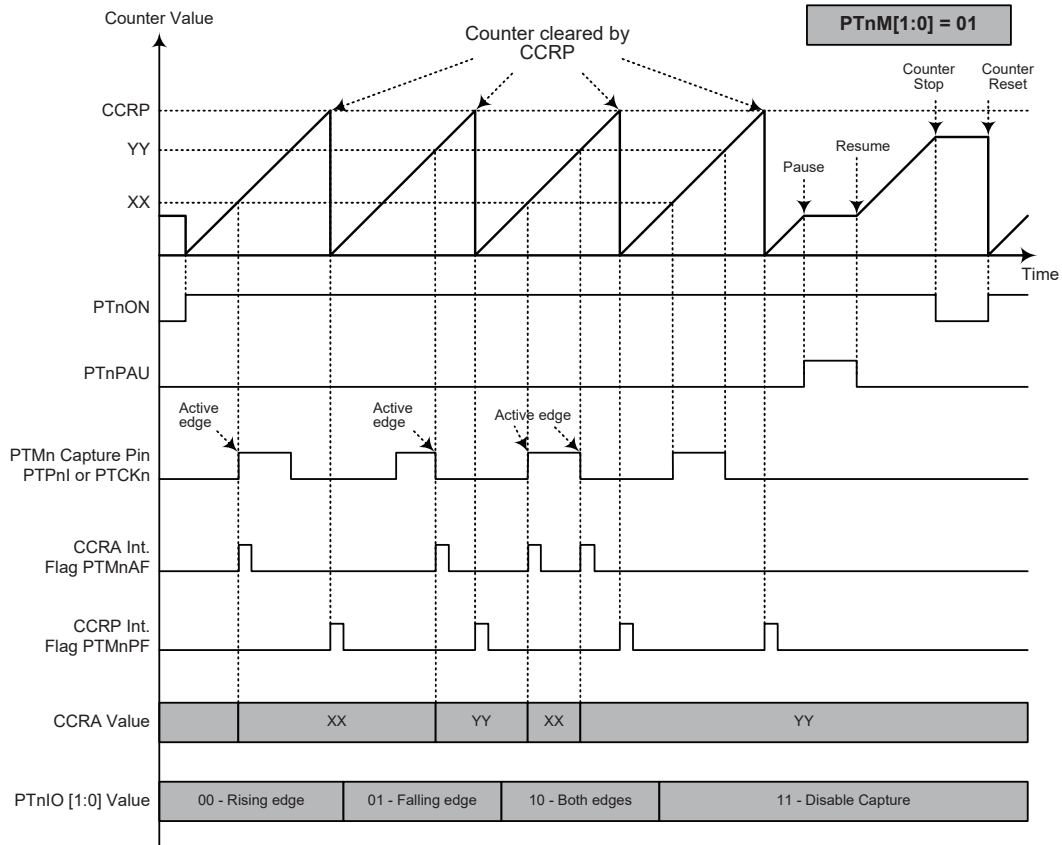 Counter Value
PTnM[1:0] = 01
Counter cleared by
CCRP
Counter
Stop
Counter
Reset
CCRP
YY
XX
Pause
Resume
Time
PTnON
PTnPAU
Active
edge
Active
edge
Active edge
PTMn Capture Pin
PTPnI or PTCKn
CCRA Int.
Flag PTMnAF
CCRP Int.
Flag PTMnPF
CCRA Value
XX
YY
XX
YY
PTnIO [1:0] Value
00 - Rising edge
01 - Falling edge
10 - Both edges
11 - Disable Capture